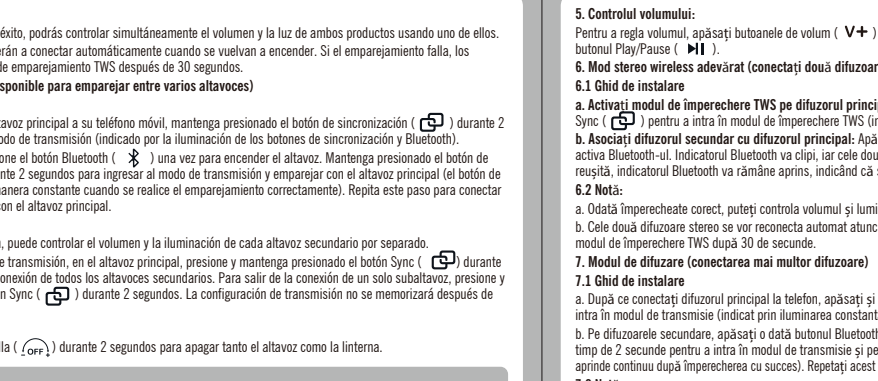 éxito, podrás controlar simultáneamente el volumen y la luz de ambos productos usando uno de ellos.
erán a conectar automáticamente cuando se vuelvan a encender. Si el emparejamiento falla, los
de emparejamiento TWS después de 30 segundos.
sponible para emparejar entre varios altavoces)
tavoz principal a su teléfono móvil, mantenga presionado el botón de sincronización ( ) durante 2
odo de transmisión (indicado por la iluminación de los botones de sincronización y Bluetooth).
one el botón Bluetooth ( ) una vez para encender el altavoz. Mantenga presionado el botón de
nte 2 segundos para ingresar al modo de transmisión y emparejar con el altavoz principal (el botón de
anera constante cuando se realice el emparejamiento correctamente). Repita este paso para conectar
con el altavoz principal.
, puede controlar el volumen y la iluminación de cada altavoz secundario por separado.
e transmisión, en el altavoz principal, presione y mantenga presionado el botón Sync ( ) durante
onexión de todos los altavoces secundarios. Para salir de la conexión de un solo subaltavoz, presione y
n Sync ( ) durante 2 segundos. La configuración de transmisión no se memorizará después de
lla ( OFF ) durante 2 segundos para apagar tanto el altavoz como la linterna.
5. Controlul volumului:
Pentru a regla volumul, apăsați butoanele de volum ( V+ )
butonul Play/Pause ( ).
6. Mod stereo wireless adevărat (conectați două difuzoar
6.1 Ghid de instalare
a. Activați modul de împerechere TWS pe difuzorul princi
Sync ( ) pentru a intra în modul de împerechere TWS (in
b. Asociați difuzorul secundar cu difuzorul principal: Apă
activa Bluetooth-ul. Indicatorul Bluetooth va clipi, iar cele dou
reușită, indicatorul Bluetooth va rămâne aprins, indicând că
6.2 Notă:
a. Odată împerecheate corect, puteți controla volumul și lumi
b. Cele două difuzoare stereo se vor reconecta automat atunc
modul de împerechere TWS după 30 de secunde.
7. Modul de difuzare (conectarea mai multor difuzoare)
7.1 Ghid de instalare
a. După ce conectați difuzorul principal la telefon, apăsați și
intra în modul de transmisie (indicat prin iluminarea constant
b. Pe difuzoarele secundare, apăsați o dată butonul Bluetooth
timp de 2 secunde pentru a intra în modul de transmisie și pe
aprinde continuu după împerecherea cu succes). Repetați acest